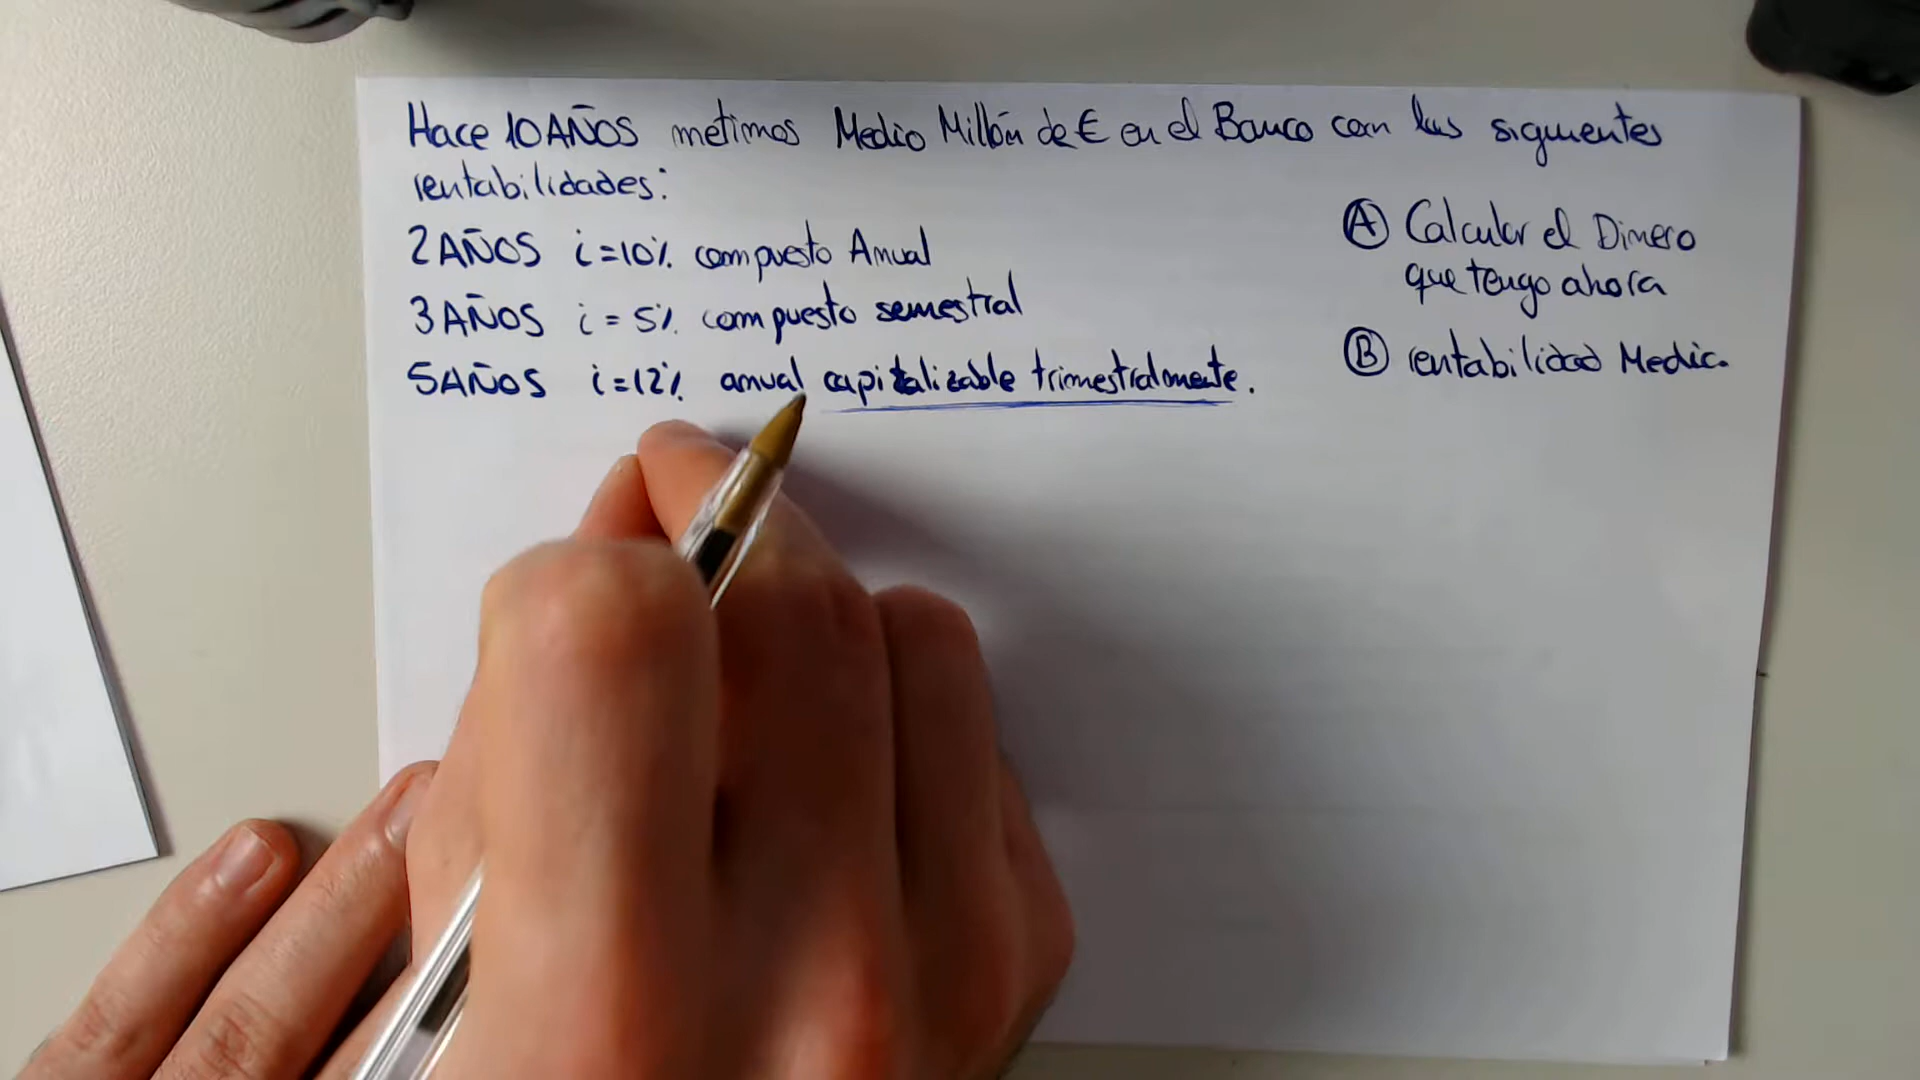 Hace 10 AÑOS metimos Medio Millón de € en el Banco con las siguientes
rentabilidades:
2 AÑOS i=10% compuesto Anual
3 AÑOS i = 5% compuesto semestral
5 AÑOS i=12% anual capitalizable trimestralmente.
Ⓐ Calcular el Dinero
que tengo ahora
Ⓑ rentabilidad Media.